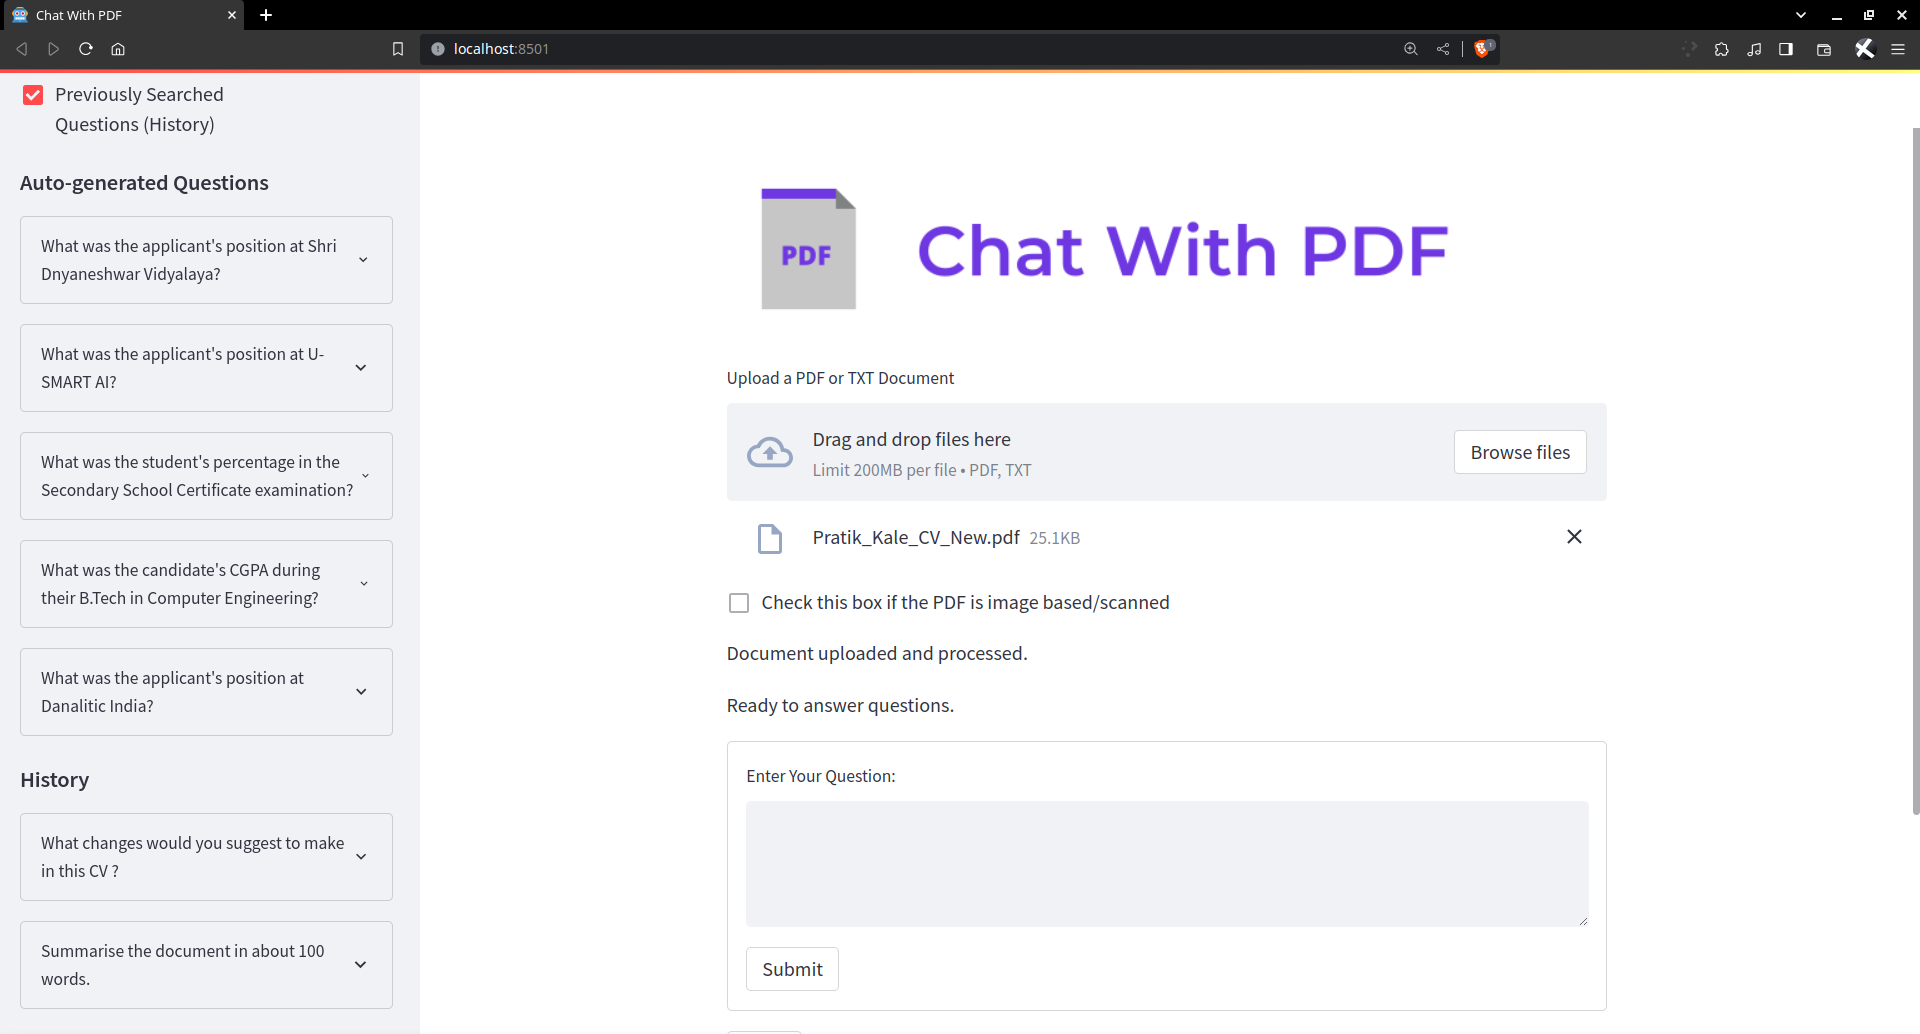 Chat With PDF
localhost:8501
1
Previously Searched
Questions (History)
Auto-generated Questions
What was the applicant's position at Shri
Dnyaneshwar Vidyalaya?
What was the applicant's position at U-
SMART AI?
What was the student's percentage in the
Secondary School Certificate examination?
What was the candidate's CGPA during
their B.Tech in Computer Engineering?
What was the applicant's position at
Danalitic India?
History
What changes would you suggest to make
in this CV ?
Summarise the document in about 100
words.
PDF
Chat With PDF
Upload a PDF or TXT Document
Drag and drop files here
Limit 200MB per file • PDF, TXT
Browse files
Pratik_Kale_CV_New.pdf 25.1KB
Check this box if the PDF is image based/scanned
Document uploaded and processed.
Ready to answer questions.
Enter Your Question:
Submit